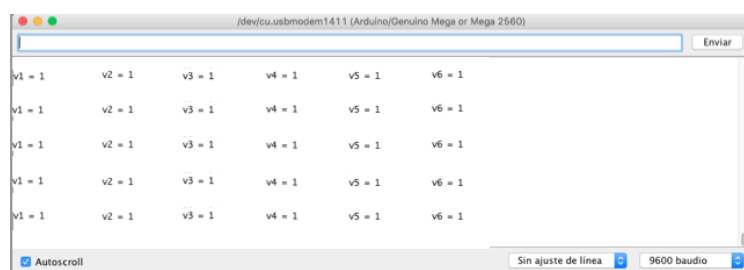 /dev/cu.usbmodem1411 (Arduino/Genuino Mega or Mega 2560)
Enviar
v1 = 1 v2 = 1 v3 = 1 v4 = 1 v5 = 1 v6 = 1
v1 = 1 v2 = 1 v3 = 1 v4 = 1 v5 = 1 v6 = 1
v1 = 1 v2 = 1 v3 = 1 v4 = 1 v5 = 1 v6 = 1
v1 = 1 v2 = 1 v3 = 1 v4 = 1 v5 = 1 v6 = 1
v1 = 1 v2 = 1 v3 = 1 v4 = 1 v5 = 1 v6 = 1
Autoscroll Sin ajuste de línea 9600 baudio